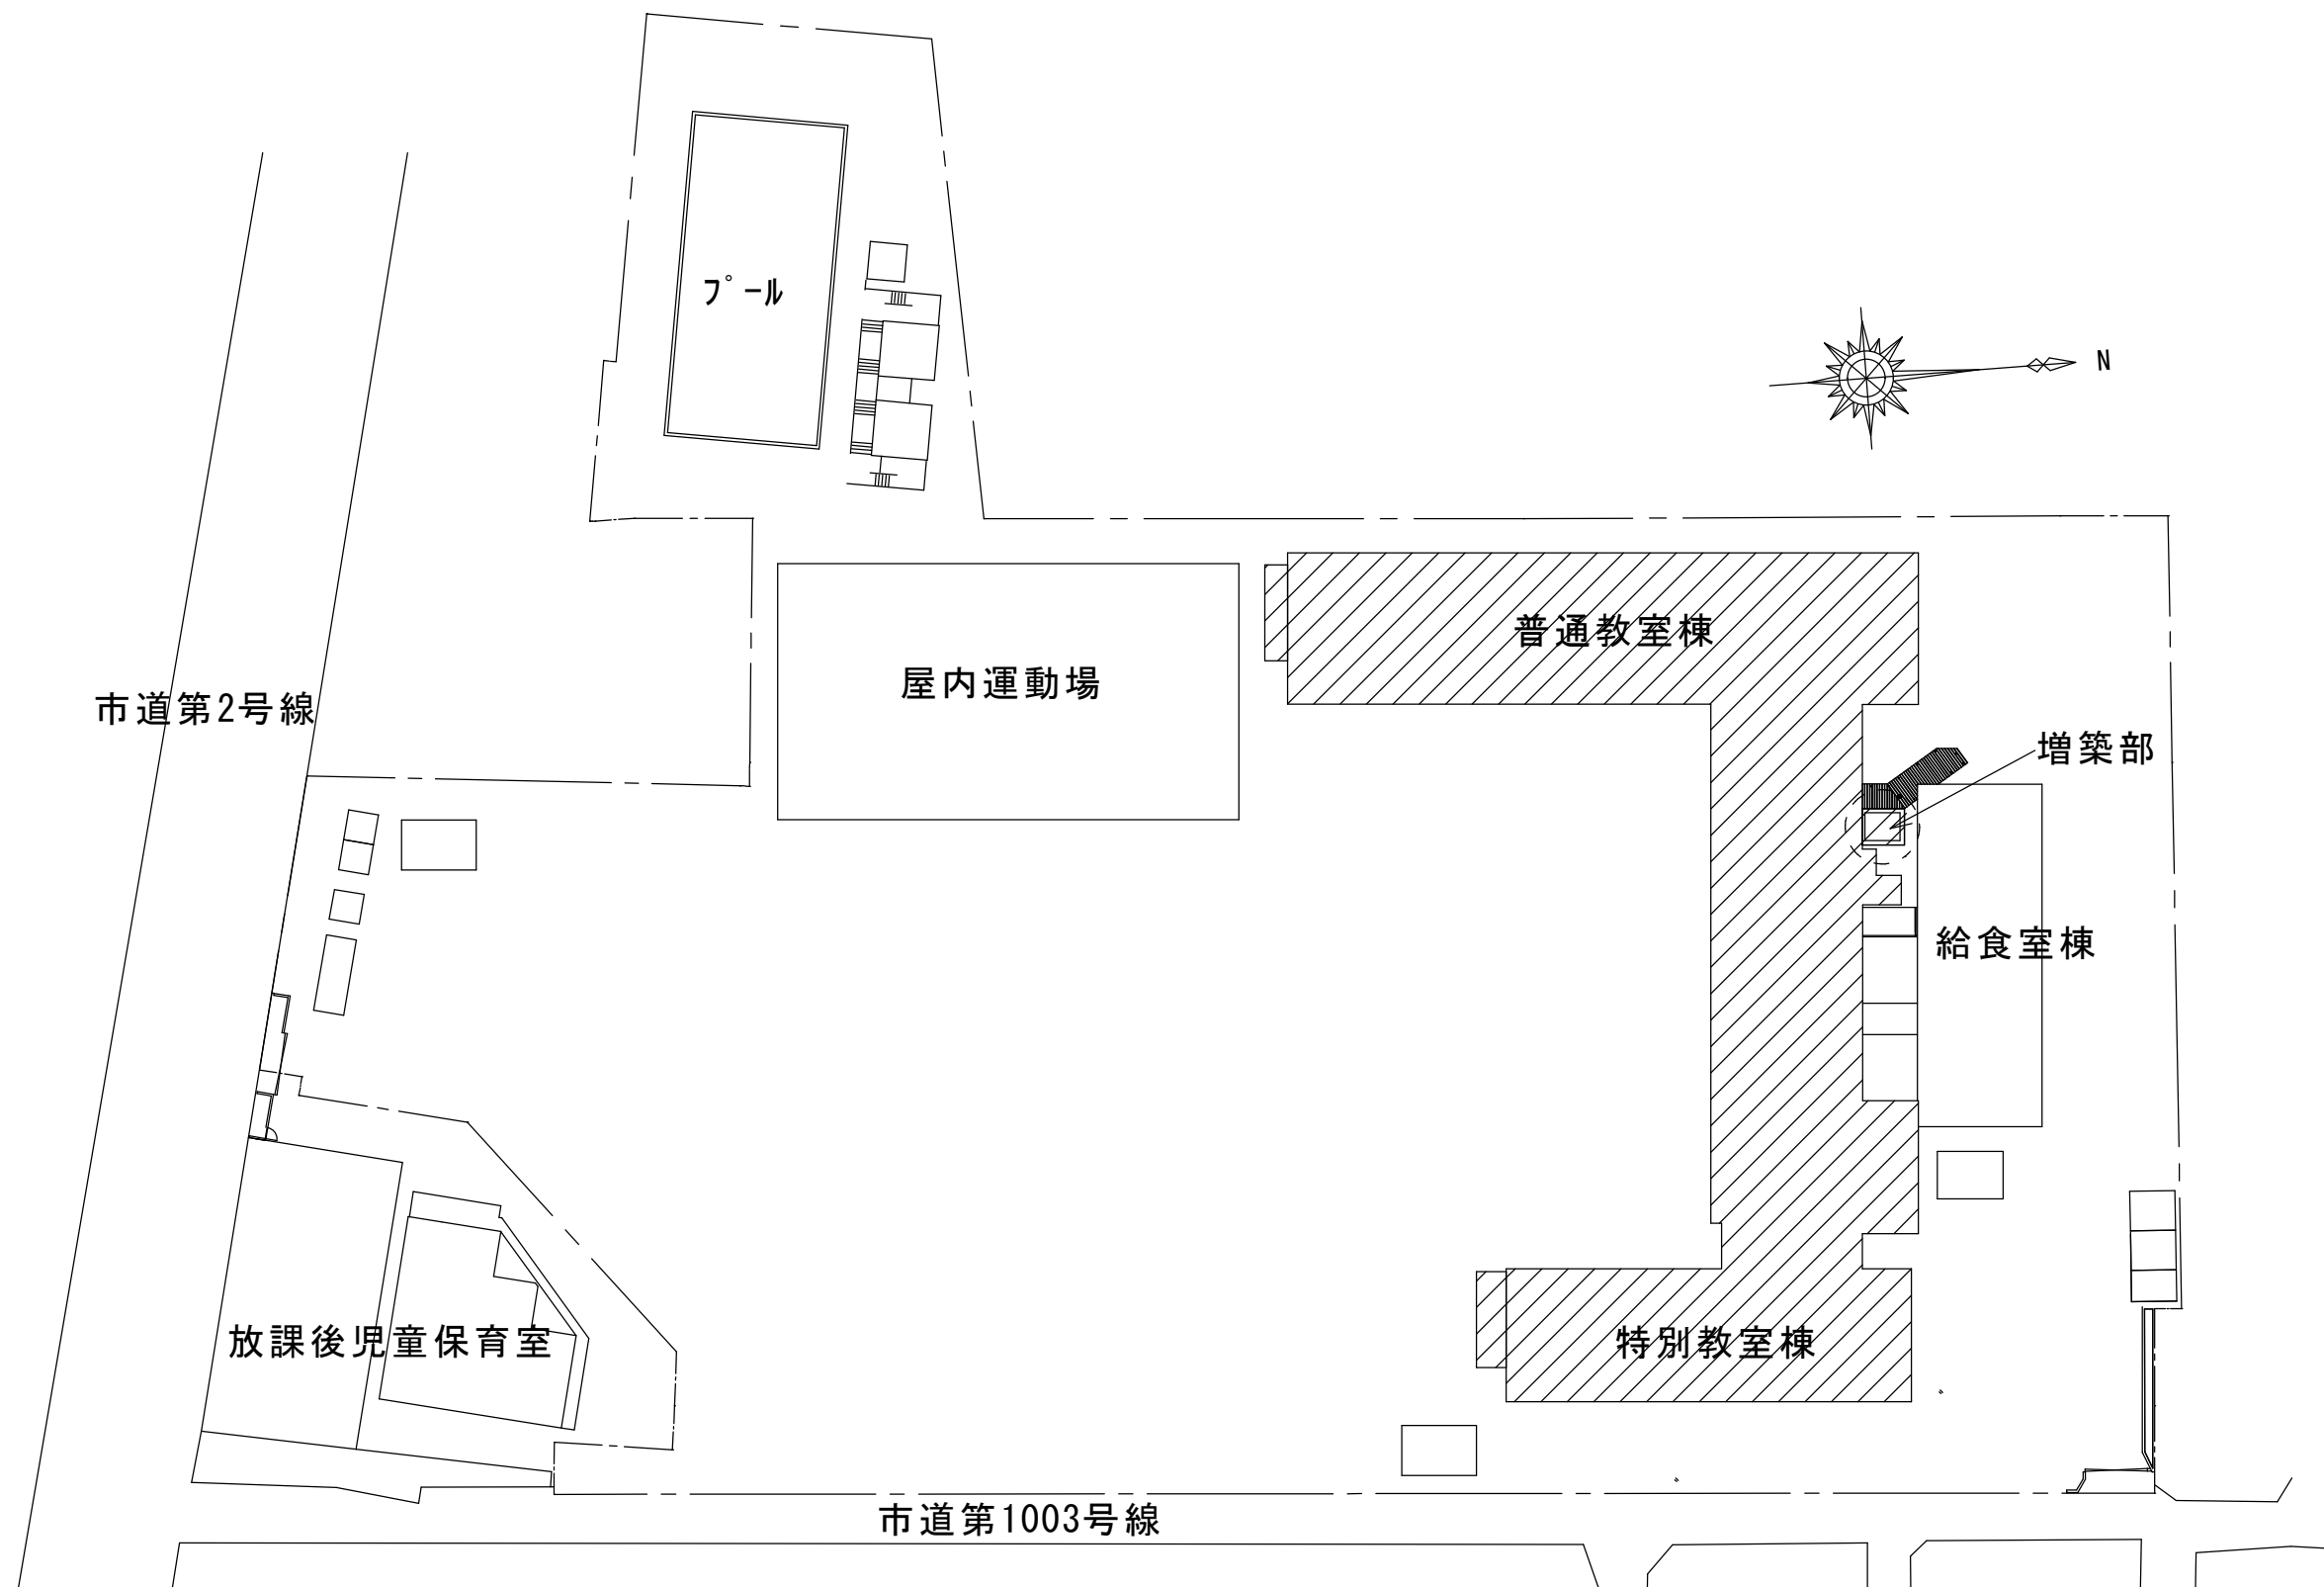 ﾌﾟｰﾙ
N
普通教室棟
屋内運動場
市道第2号線
増築部
給食室棟
放課後児童保育室
特別教室棟
市道第1003号線